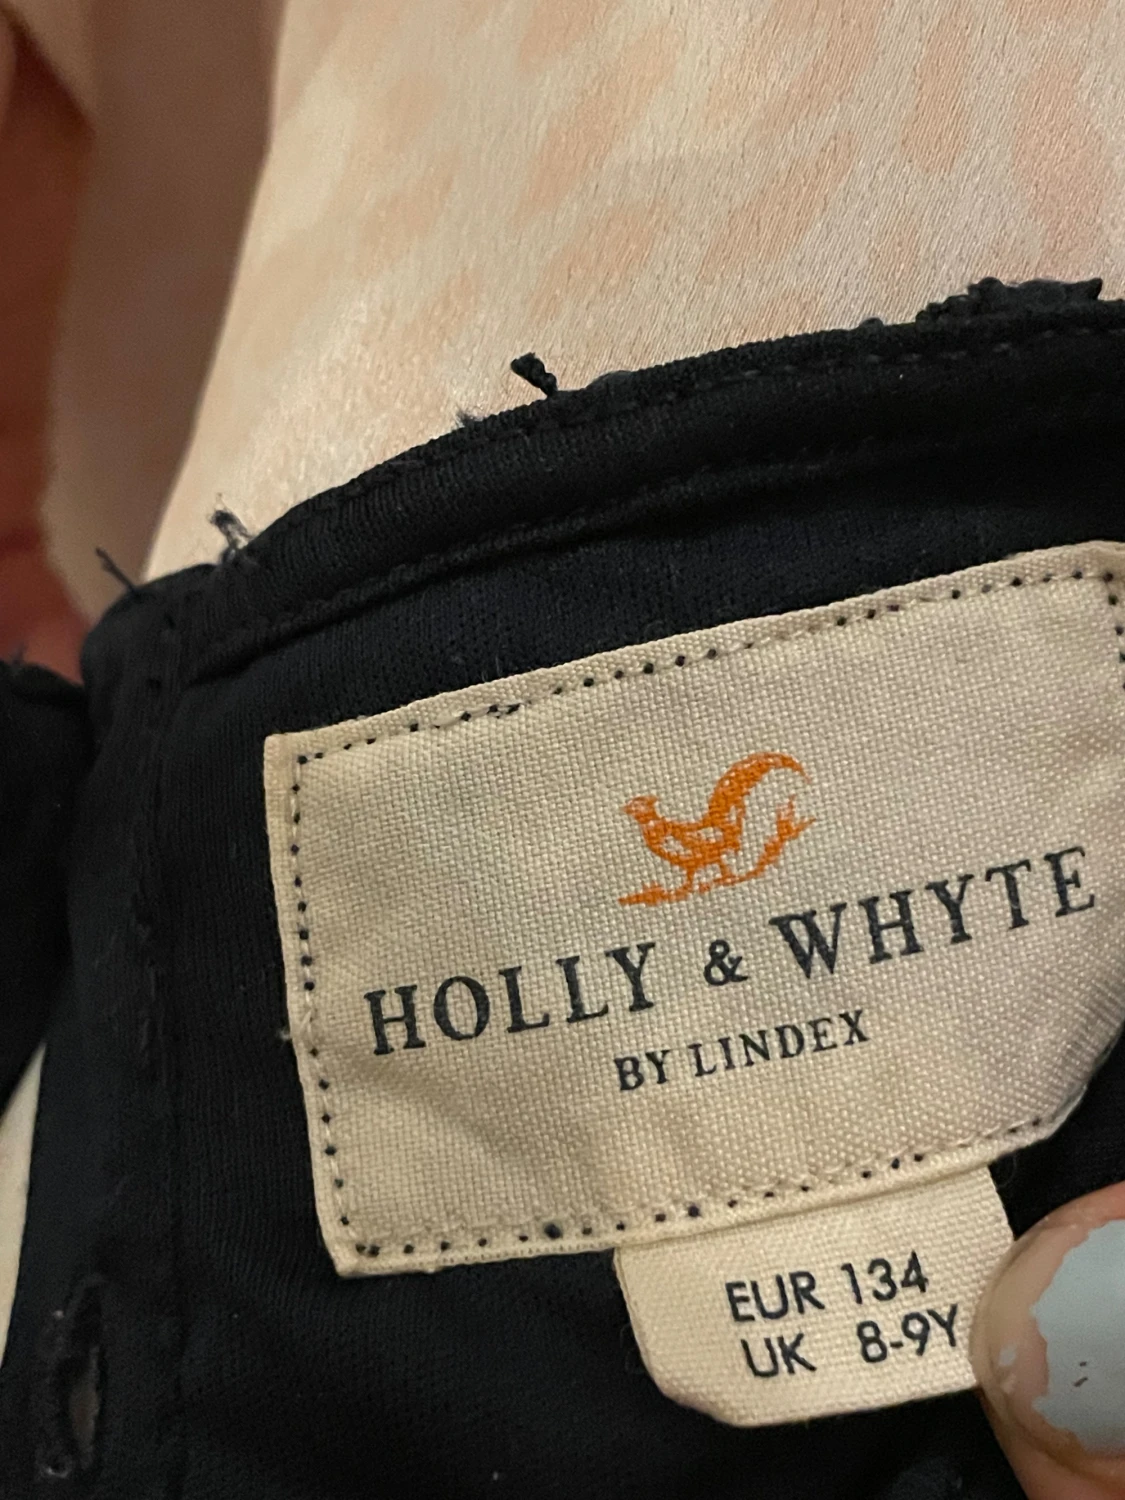 HOLLY & WHYTE
BY LINDEX
EUR 134
UK 8-9Y